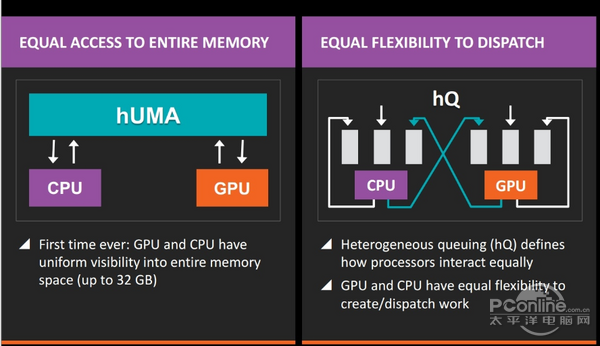 EQUAL ACCESS TO ENTIRE MEMORY
hUMA
CPU
GPU
First time ever: GPU and CPU have
uniform visibility into entire memory
space (up to 32 GB)
EQUAL FLEXIBILITY TO DISPATCH
hQ
CPU
GPU
Heterogeneous queuing (hQ) defines
how processors interact equally
GPU and CPU have equal flexibility to
create/dispatch work
PConline.com.cn
太平洋电脑网